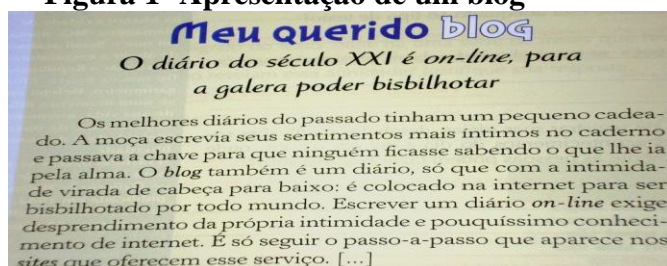 Figura 1 Apresentação de um blog
Meu querido blog
O diário do século XXI é on-line, para
a galera poder bisbilhotar
Os melhores diários do passado tinham um pequeno cadea-
do. A moça escrevia seus sentimentos mais íntimos no caderno
e passava a chave para que ninguém ficasse sabendo o que lhe ia
pela alma. O blog também é um diário, só que com a intimida-
de virada de cabeça para baixo: é colocado na internet para ser
bisbilhotado por todo mundo. Escrever um diário on-line exige
desprendimento da própria intimidade e pouquíssimo conheci-
mento de internet. É só seguir o passo-a-passo que aparece nos
sites que oferecem esse serviço. [...]